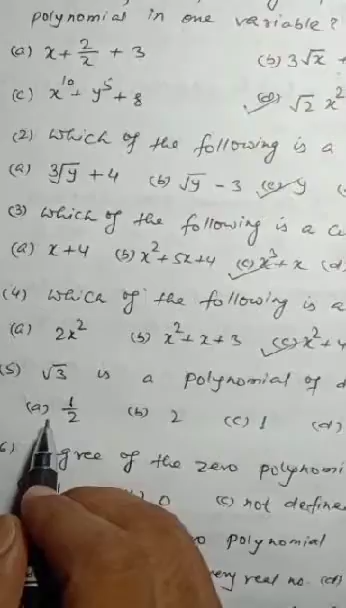 polynomial in one variable?
(a) x + 2/x + 3 (b) 3√x +
(c) x¹⁰ + y⁵ + 8 (d) √2 x²
(2) Which of the following is a
(a) 3√y + 4 (b) √y - 3 (c) y
(3) Which of the following is a
(a) x + 4 (b) x² + 5x + 4 (c) x³ + x (d)
(4) Which of the following is a
(a) 2x² (b) x² + x + 3 (c) x² + 4
(5) √3 is a polynomial of
(a) 1/2 (b) 2 (c) 1 (d)
gree of the zero polynomi
0 (c) not define
polynomial
very real no. (d)